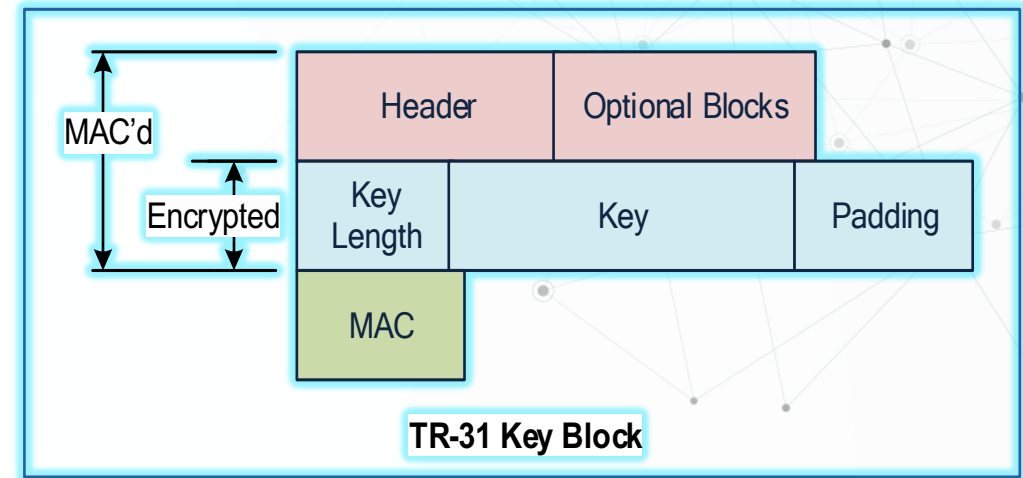 Header
Optional Blocks
MAC’d
Encrypted
Key
Length
Key
Padding
MAC
TR-31 Key Block